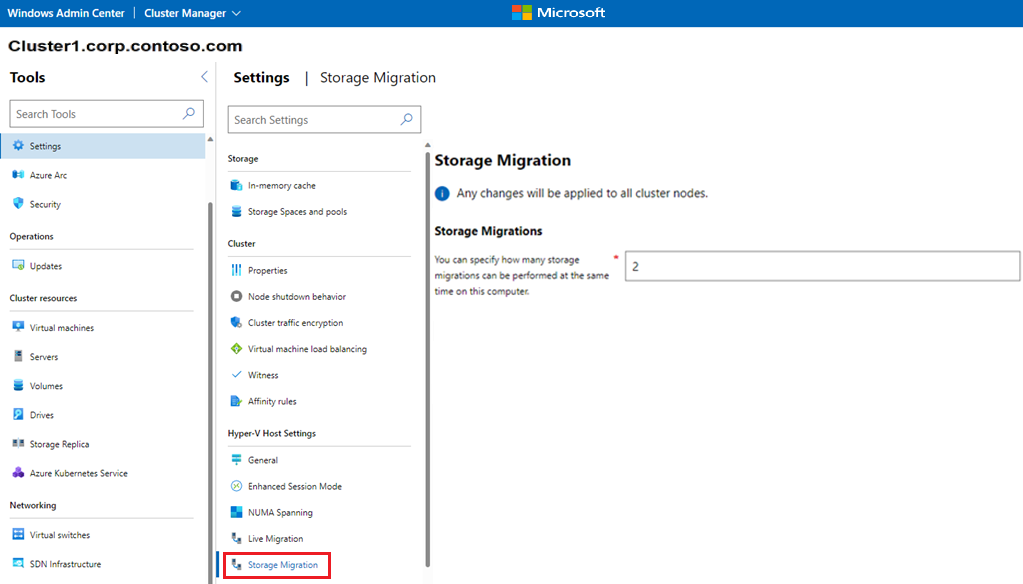 Windows Admin Center | Cluster Manager
Microsoft
Cluster1.corp.contoso.com
Tools
Search Tools
Settings
Azure Arc
Security
Operations
Updates
Cluster resources
Virtual machines
Servers
Volumes
Drives
Storage Replica
Azure Kubernetes Service
Networking
Virtual switches
SDN Infrastructure
Settings | Storage Migration
Search Settings
Storage
In-memory cache
Storage Spaces and pools
Cluster
Properties
Node shutdown behavior
Cluster traffic encryption
Virtual machine load balancing
Witness
Affinity rules
Hyper-V Host Settings
General
Enhanced Session Mode
NUMA Spanning
Live Migration
Storage Migration
Storage Migration
Any changes will be applied to all cluster nodes.
Storage Migrations
You can specify how many storage
migrations can be performed at the same
time on this computer.
*
2